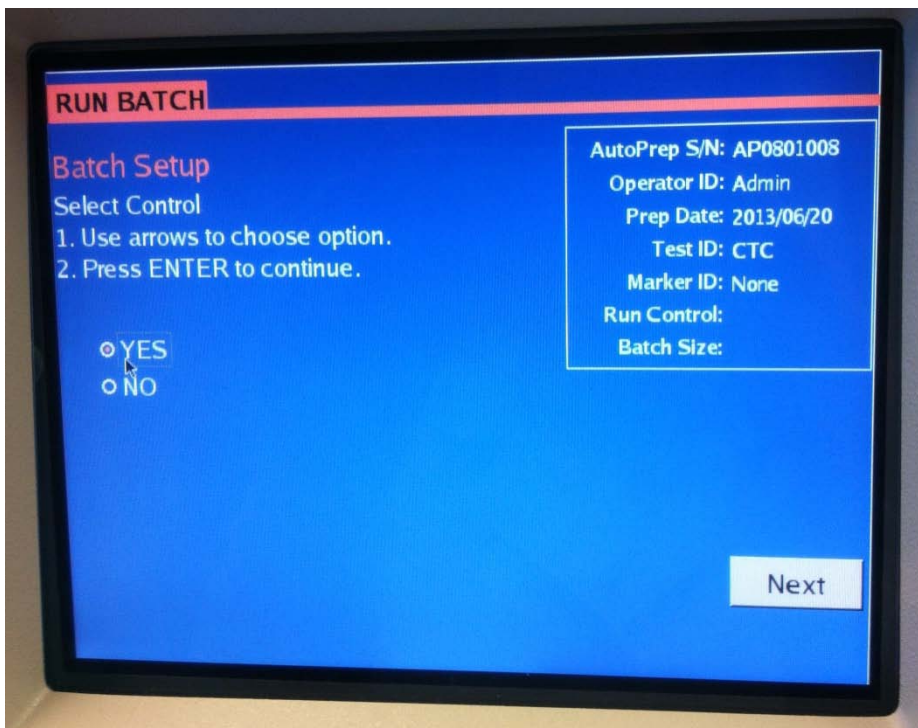 RUN BATCH
Batch Setup
Select Control
1. Use arrows to choose option.
2. Press ENTER to continue.
YES
NO
AutoPrep S/N: AP0801008
Operator ID: Admin
Prep Date: 2013/06/20
Test ID: CTC
Marker ID: None
Run Control:
Batch Size:
Next